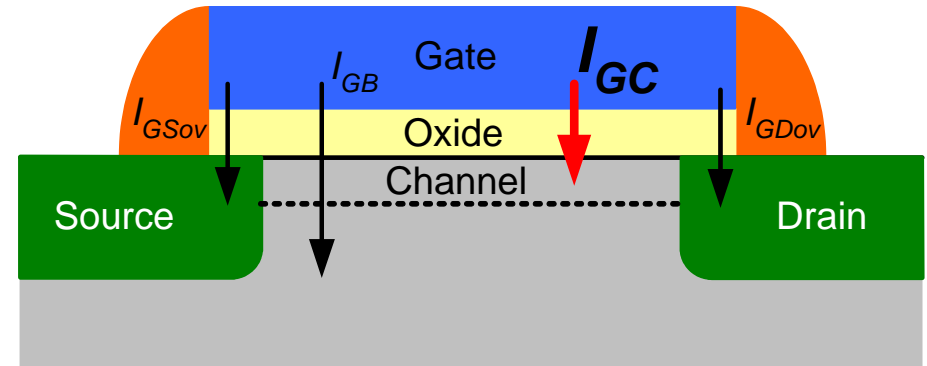 Gate
I_GC
I_GB
I_GSov
I_GDov
Oxide
Channel
Source
Drain